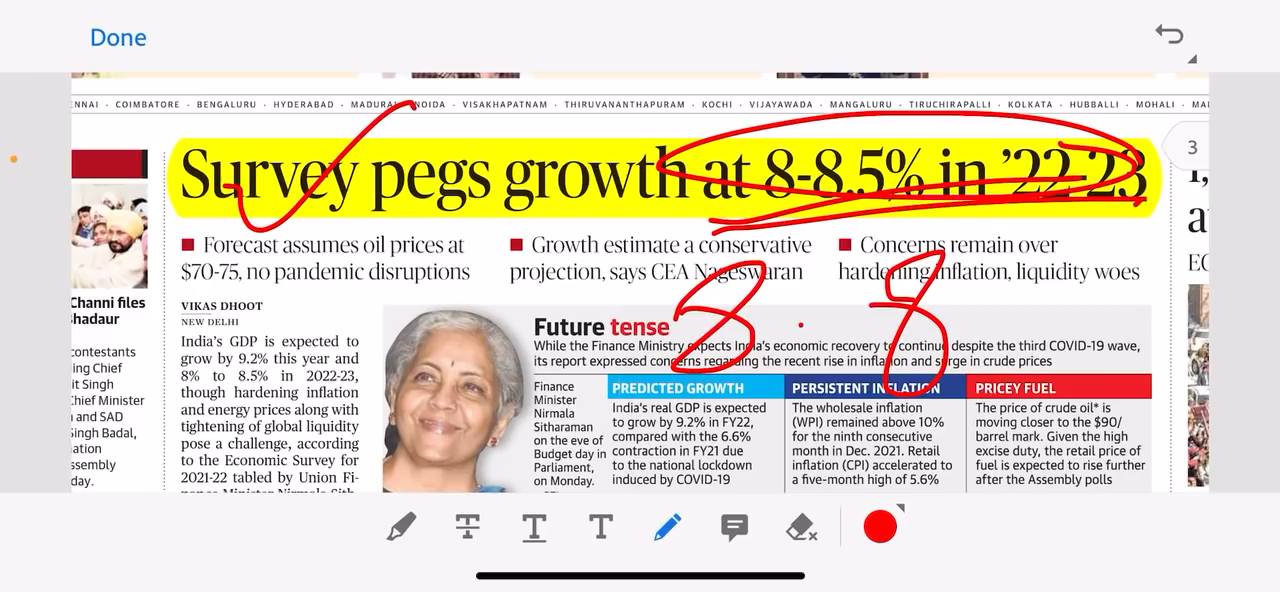 Done
ENNAI · COIMBATORE · BENGALURU · HYDERABAD · MADURAI · NOIDA · VISAKHAPATNAM · THIRUVANANTHAPURAM · KOCHI · VIJAYAWADA · MANGALURU · TIRUCHIRAPALLI · KOLKATA · HUBBALLI · MOHALI ·
Survey pegs growth at 8-8.5% in ’22-23
3
■ Forecast assumes oil prices at
$70-75, no pandemic disruptions
■ Growth estimate a conservative
projection, says CEA Nageswaran
■ Concerns remain over
hardening inflation, liquidity woes
8 . 8
Channi files
contestants
Chief
it Singh
Chief Minister
and SAD
Singh Badal,
day.
VIKAS DHOOT
NEW DELHI
India’s GDP is expected to
grow by 9.2% this year and
8% to 8.5% in 2022-23,
though hardening inflation
and energy prices along with
tightening of global liquidity
pose a challenge, according
to the Economic Survey for
2021-22 tabled by Union Fi-
Future tense
While the Finance Ministry expects India’s economic recovery to continue despite the third COVID-19 wave,
its report expressed concerns regarding the recent rise in inflation and surge in crude prices
Finance
Minister
Nirmala
Sitharaman
on the eve of
Budget day in
Parliament,
on Monday.
PREDICTED GROWTH
India’s real GDP is expected
to grow by 9.2% in FY22,
compared with the 6.6%
contraction in FY21 due
to the national lockdown
induced by COVID-19
PERSISTENT INFLATION
The wholesale inflation
(WPI) remained above 10%
for the ninth consecutive
month in Dec. 2021. Retail
inflation (CPI) accelerated to
a five-month high of 5.6%
PRICEY FUEL
The price of crude oil* is
moving closer to the $90/
barrel mark. Given the high
excise duty, the retail price of
fuel is expected to rise further
after the Assembly polls
T T T